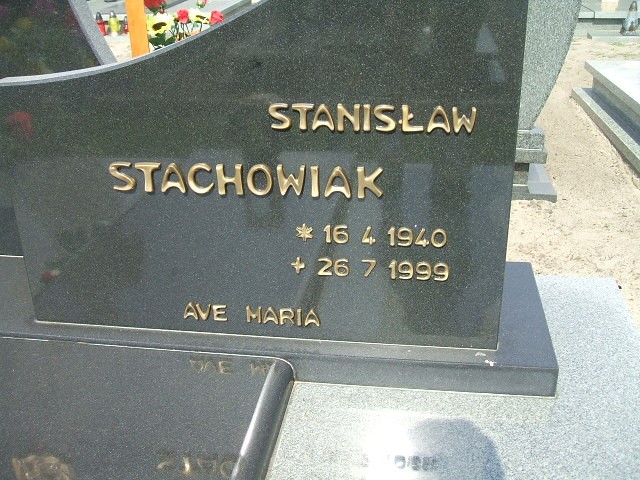 STANISŁAW
STACHOWIAK
* 16 4 1940
+ 26 7 1999
AVE MARIA